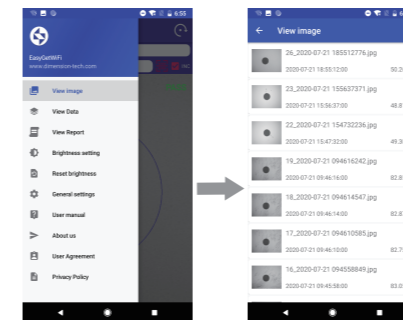 6:55
EasyGetWiFi
www.dimension-tech.com
View image
View Data
View Report
Brightness setting
Reset brightness
General settings
User manual
About us
User Agreement
Privacy Policy
View image
26_2020-07-21 185512776.jpg
2020-07-21 18:55:12:00
23_2020-07-21 155637371.jpg
2020-07-21 15:56:37:00
22_2020-07-21 154732236.jpg
2020-07-21 15:47:32:00
19_2020-07-21 094616242.jpg
2020-07-21 09:46:16:00
18_2020-07-21 094614547.jpg
2020-07-21 09:46:14:00
17_2020-07-21 094610585.jpg
2020-07-21 09:46:10:00
16_2020-07-21 094558849.jpg
2020-07-21 09:45:58:00